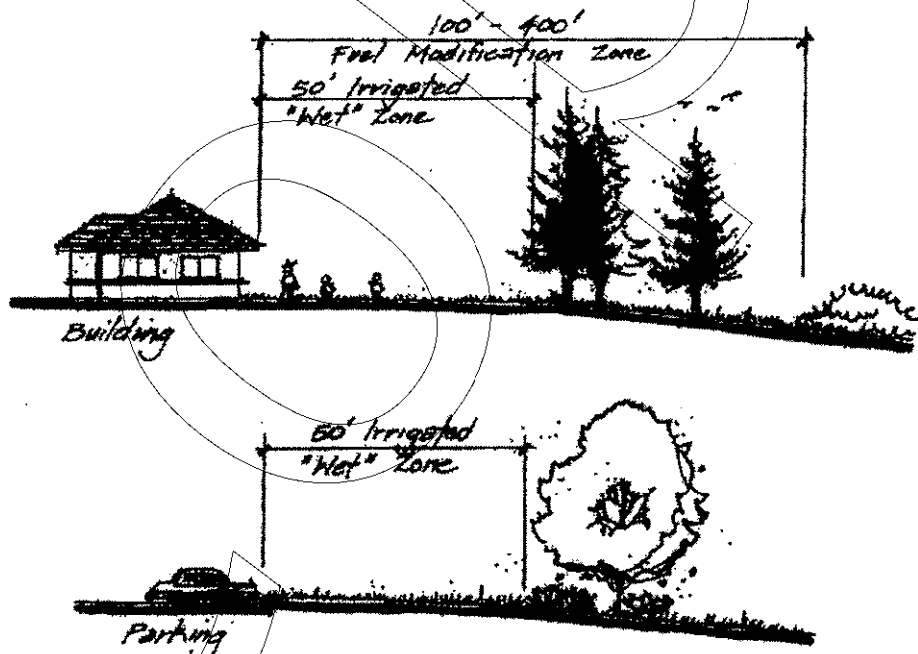 100' - 400'
Fuel Modification Zone
50' Irrigated
"Wet" Zone
Building
50' Irrigated
"Wet" Zone
Parking